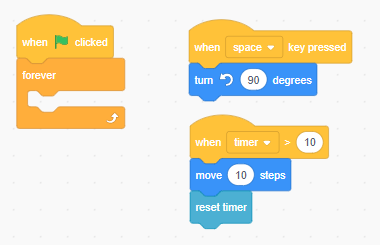 when clicked
forever
when space key pressed
turn 90 degrees
when timer > 10
move 10 steps
reset timer